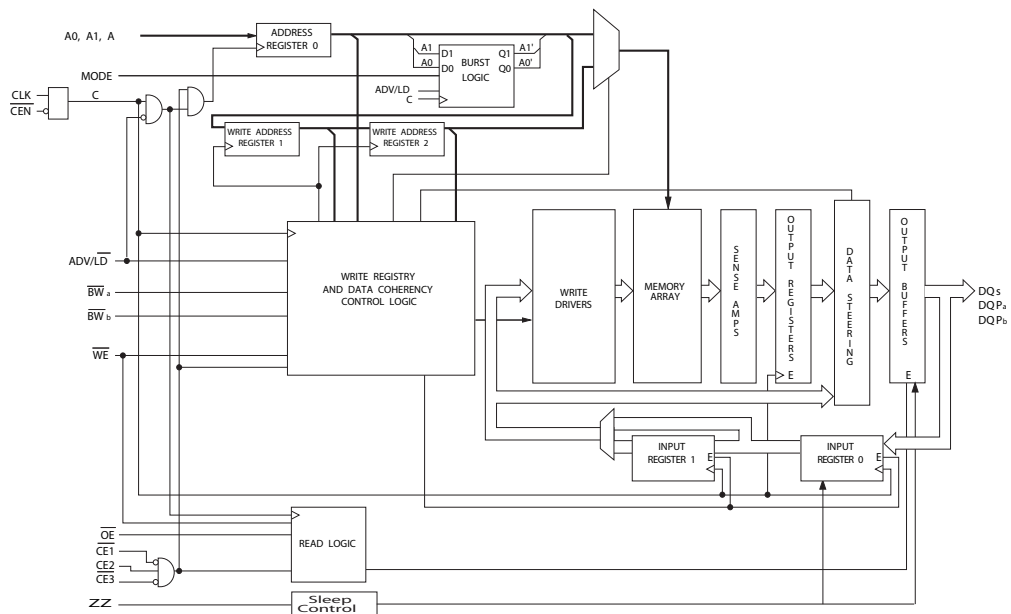 A0, A1, A
ADDRESS
REGISTER 0
A1
A0
D1
D0
BURST
LOGIC
Q1
Q0
A1'
A0'
MODE
ADV/LD
C
CLK
CEN
C
WRITE ADDRESS
REGISTER 1
WRITE ADDRESS
REGISTER 2
ADV/LD
BW a
BW b
WE
WRITE REGISTRY
AND DATA COHERENCY
CONTROL LOGIC
WRITE
DRIVERS
MEMORY
ARRAY
SENSE AMPS
OUTPUT REGISTERS
E
DATA STEERING
OUTPUT BUFFERS
E
DQs
DQPa
DQPb
INPUT
REGISTER 1
E
INPUT
REGISTER 0
E
OE
CE1
CE2
CE3
READ LOGIC
ZZ
Sleep
Control